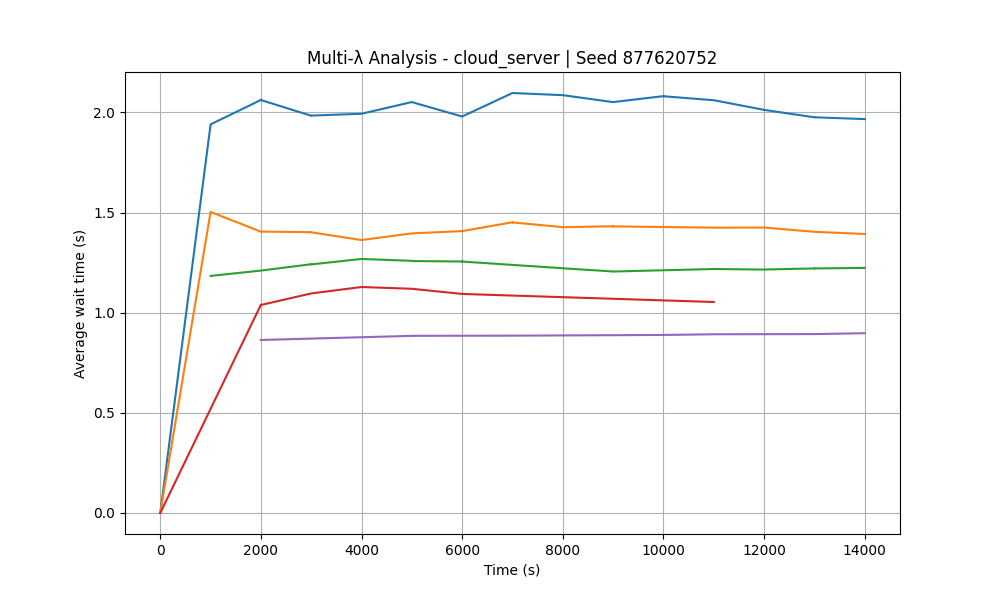 Multi-λ Analysis - cloud_server | Seed 877620752
Average wait time (s)
2.0
1.5
1.0
0.5
0.0
0 2000 4000 6000 8000 10000 12000 14000
Time (s)